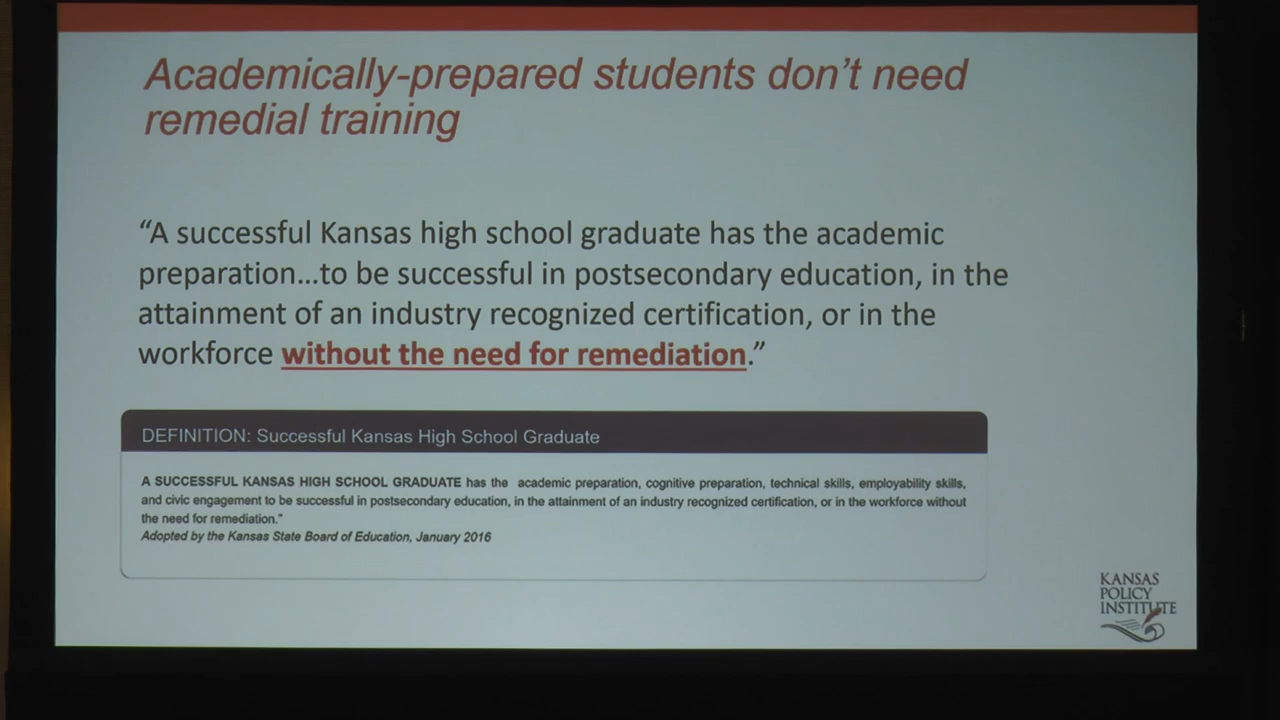 Academically-prepared students don’t need
remedial training
“A successful Kansas high school graduate has the academic
preparation...to be successful in postsecondary education, in the
attainment of an industry recognized certification, or in the
workforce without the need for remediation.”
DEFINITION: Successful Kansas High School Graduate
A SUCCESSFUL KANSAS HIGH SCHOOL GRADUATE has the academic preparation, cognitive preparation, technical skills, employability skills,
and civic engagement to be successful in postsecondary education, in the attainment of an industry recognized certification, or in the workforce without
the need for remediation.”
Adopted by the Kansas State Board of Education, January 2016
KANSAS
POLICY
INSTITUTE